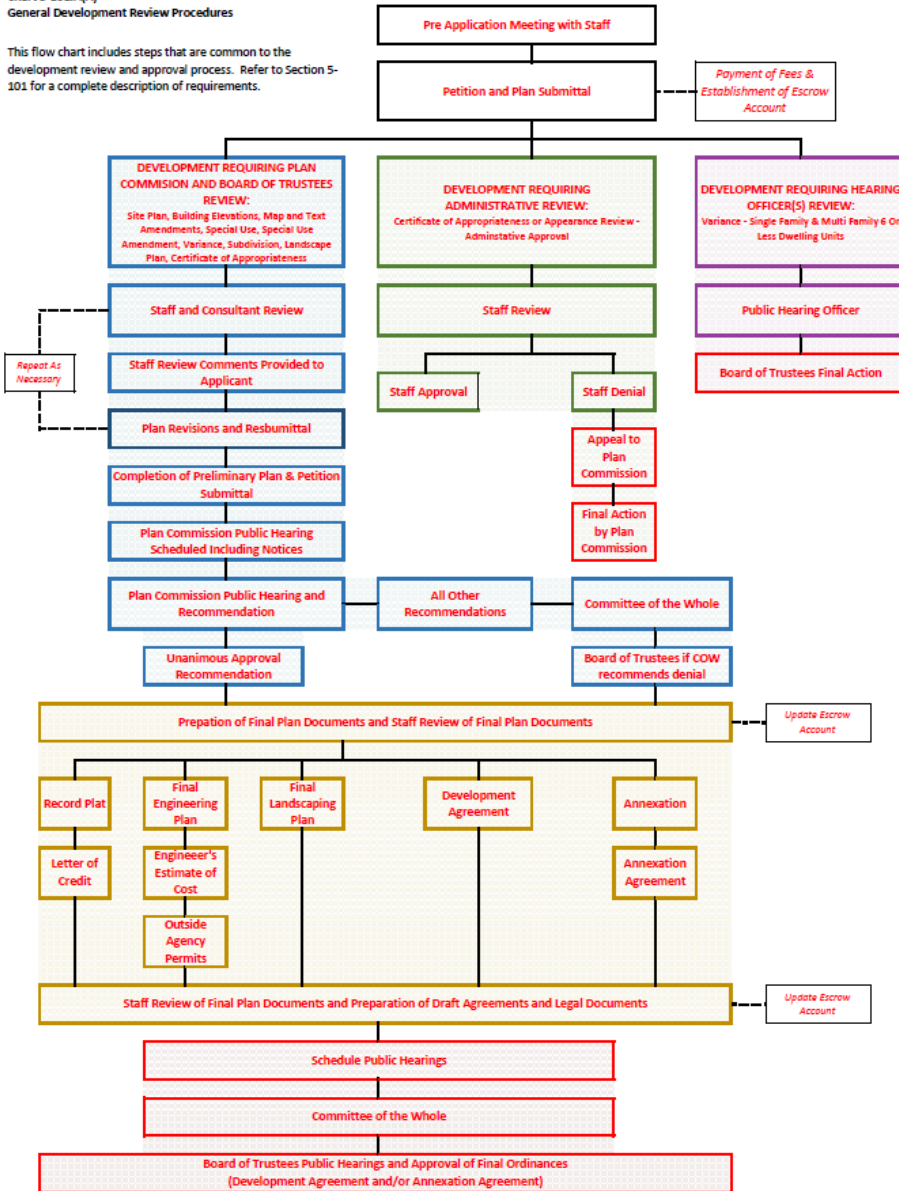 General Development Review Procedures
This flow chart includes steps that are common to the
development review and approval process. Refer to Section 5-
101 for a complete description of requirements.
Pre Application Meeting with Staff
Petition and Plan Submittal
Payment of Fees &
Establishment of Escrow
Account
DEVELOPMENT REQUIRING PLAN
COMMISION AND BOARD OF TRUSTEES
REVIEW:
Site Plan, Building Elevations, Map and Text
Amendments, Special Use, Special Use
Amendment, Variance, Subdivision, Landscape
Plan, Certificate of Appropriateness
DEVELOPMENT REQUIRING
ADMINISTRATIVE REVIEW:
Certificate of Appropriateness or Appearance Review -
Adminstative Approval
DEVELOPMENT REQUIRING HEARING
OFFICER(S) REVIEW:
Variance - Single Family & Multi Family 6 Or
Less Dwelling Units
Staff and Consultant Review
Staff Review
Public Hearing Officer
Repeat As
Necessary
Staff Review Comments Provided to
Applicant
Staff Approval
Staff Denial
Board of Trustees Final Action
Plan Revisions and Resbumittal
Appeal to
Plan
Commission
Completion of Preliminary Plan & Petition
Submittal
Final Action
by Plan
Commission
Plan Commission Public Hearing
Scheduled Including Notices
Plan Commission Public Hearing and
Recommendation
All Other
Recommendations
Committee of the Whole
Unanimous Approval
Recommendation
Board of Trustees if COW
recommends denial
Prepation of Final Plan Documents and Staff Review of Final Plan Documents
Update Escrow
Account
Record Plat
Final
Engineering
Plan
Final
Landscaping
Plan
Development
Agreement
Annexation
Letter of
Credit
Engineeer's
Estimate of
Cost
Annexation
Agreement
Outside
Agency
Permits
Staff Review of Final Plan Documents and Preparation of Draft Agreements and Legal Documents
Update Escrow
Account
Schedule Public Hearings
Committee of the Whole
Board of Trustees Public Hearings and Approval of Final Ordinances
(Development Agreement and/or Annexation Agreement)